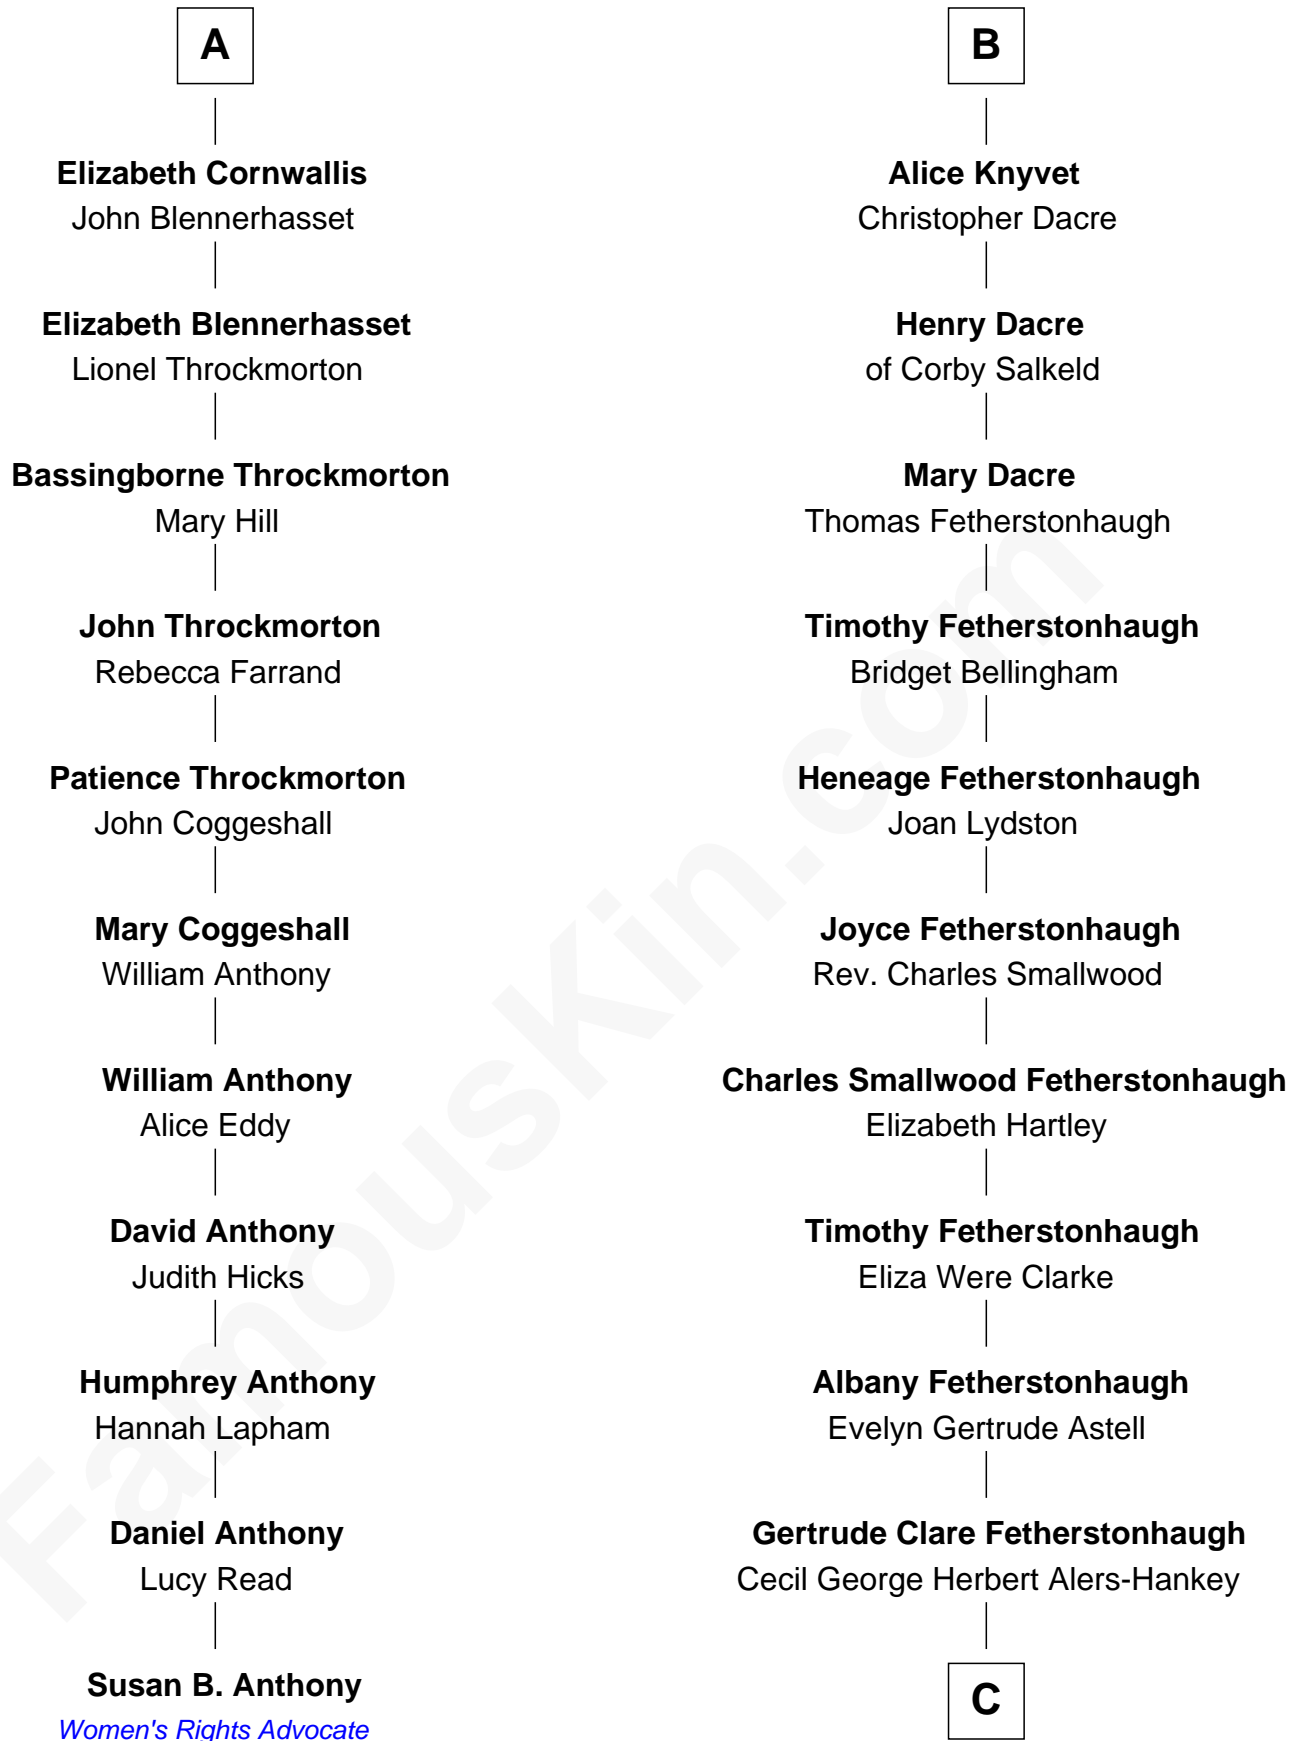 A
Elizabeth Cornwallis
John Blennerhasset
Elizabeth Blennerhasset
Lionel Throckmorton
Bassingborne Throckmorton
Mary Hill
John Throckmorton
Rebecca Farrand
Patience Throckmorton
John Coggeshall
Mary Coggeshall
William Anthony
William Anthony
Alice Eddy
David Anthony
Judith Hicks
Humphrey Anthony
Hannah Lapham
Daniel Anthony
Lucy Read
Susan B. Anthony
Women's Rights Advocate
B
Alice Knyvet
Christopher Dacre
Henry Dacre
of Corby Salkeld
Mary Dacre
Thomas Fetherstonhaugh
Timothy Fetherstonhaugh
Bridget Bellingham
Heneage Fetherstonhaugh
Joan Lydston
Joyce Fetherstonhaugh
Rev. Charles Smallwood
Charles Smallwood Fetherstonhaugh
Elizabeth Hartley
Timothy Fetherstonhaugh
Eliza Were Clarke
Albany Fetherstonhaugh
Evelyn Gertrude Astell
Gertrude Clare Fetherstonhaugh
Cecil George Herbert Alers-Hankey
C
FamousKin.com